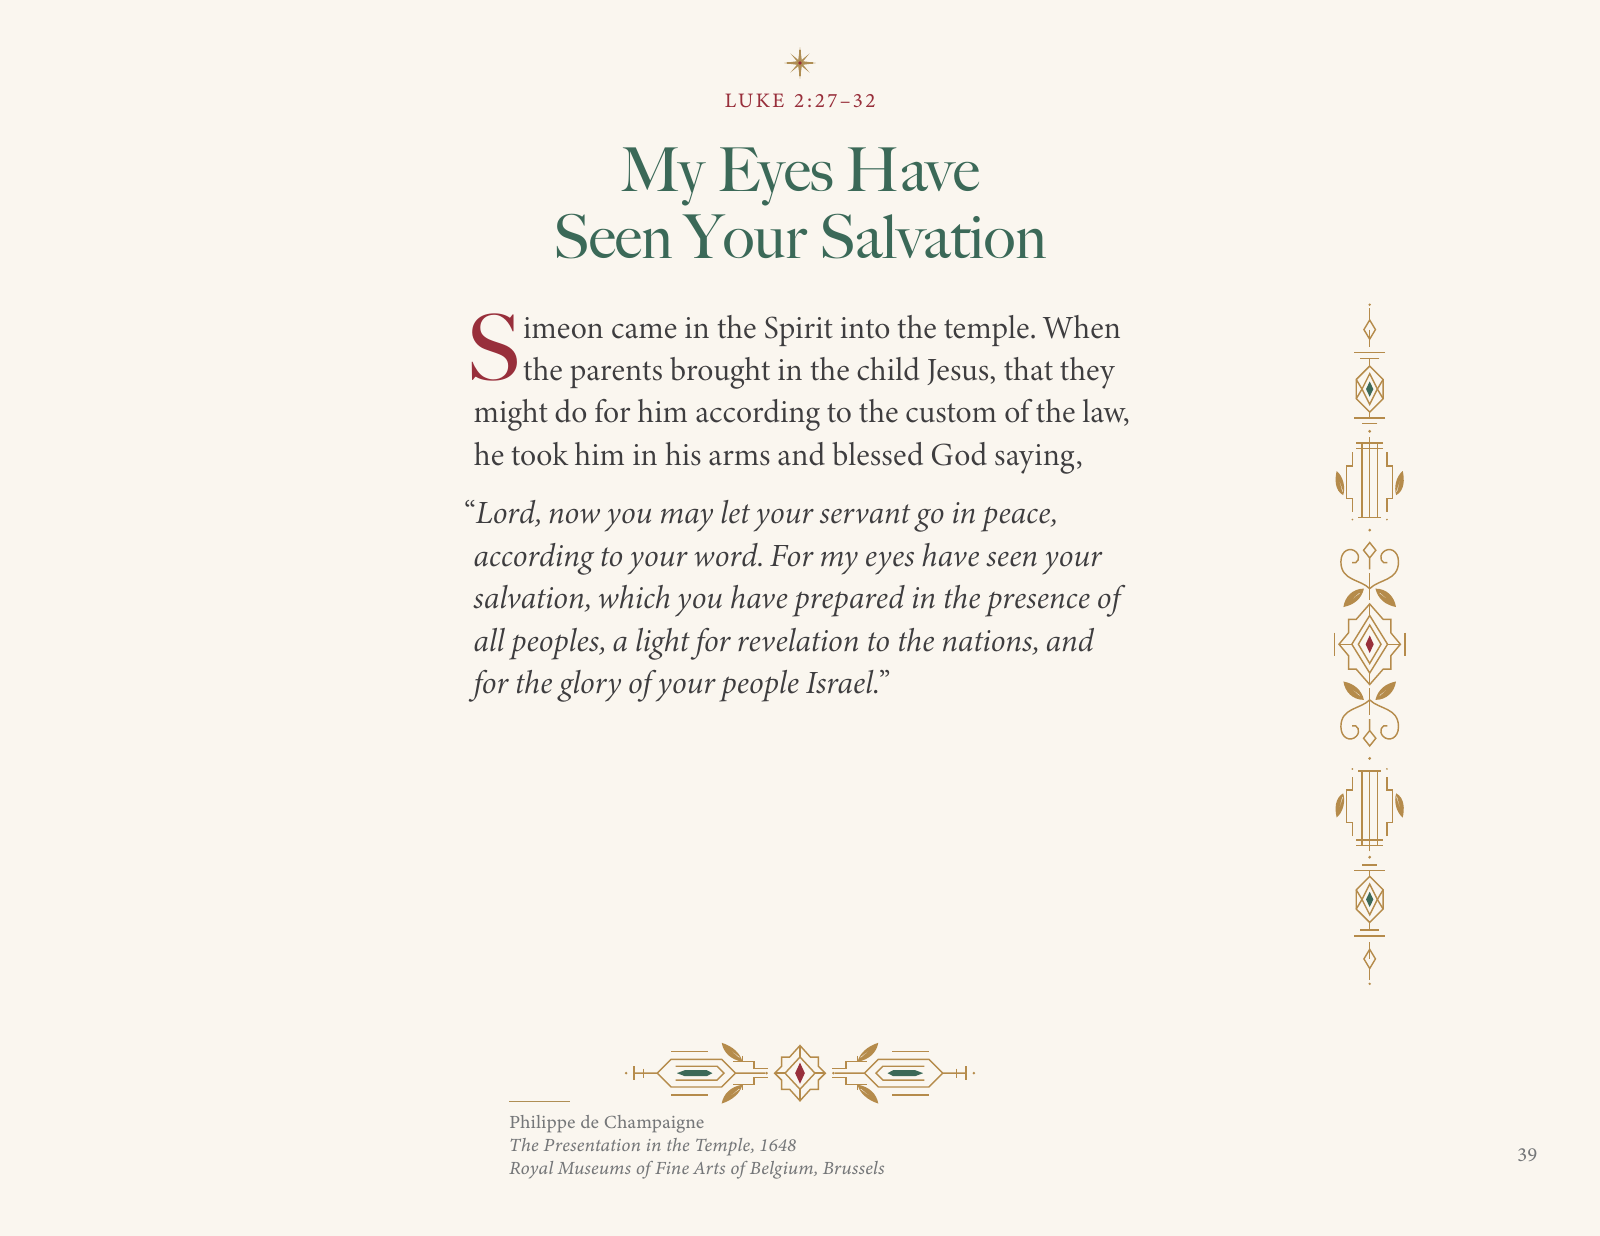 LUKE 2:27–32
My Eyes Have
Seen Your Salvation
Simeon came in the Spirit into the temple. When
the parents brought in the child Jesus, that they
might do for him according to the custom of the law,
he took him in his arms and blessed God saying,
“Lord, now you may let your servant go in peace,
according to your word. For my eyes have seen your
salvation, which you have prepared in the presence of
all peoples, a light for revelation to the nations, and
for the glory of your people Israel.”
Philippe de Champaigne
The Presentation in the Temple, 1648
Royal Museums of Fine Arts of Belgium, Brussels
39